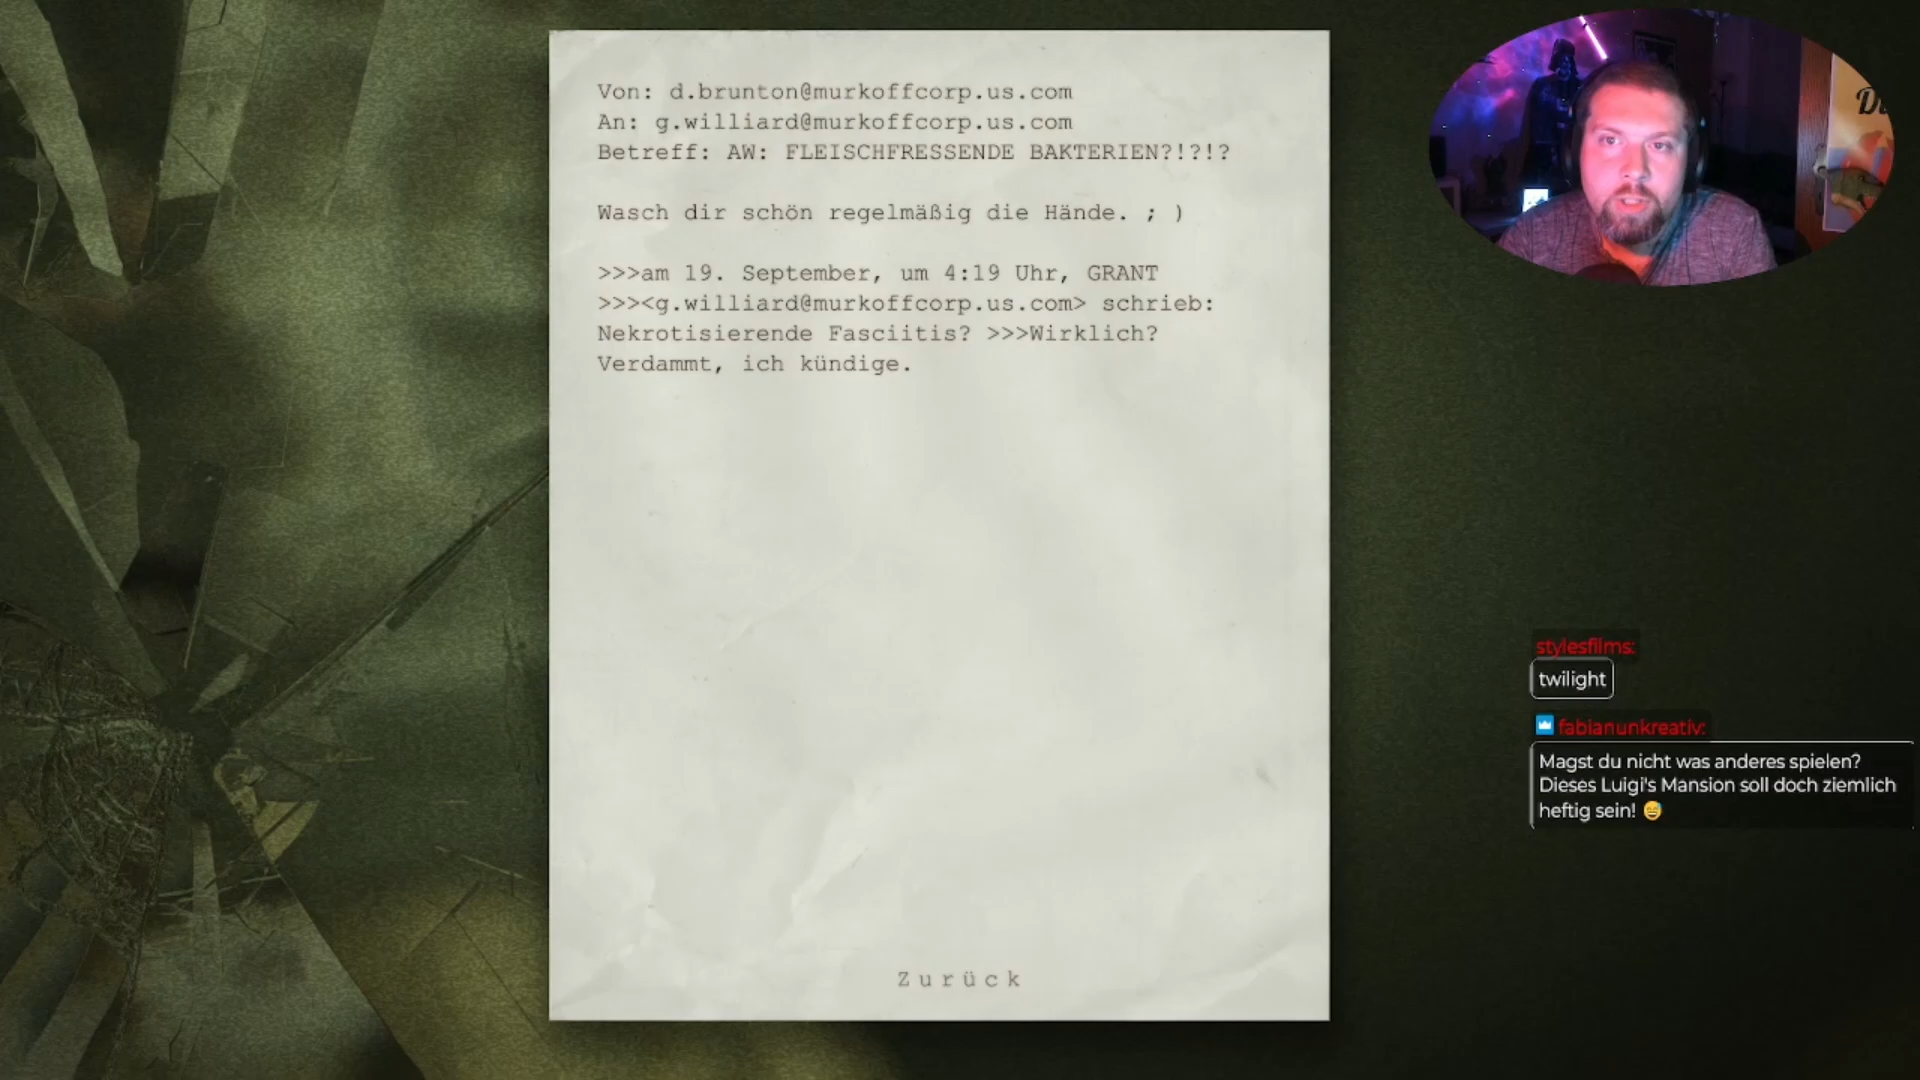 Von: d.brunton@murkoffcorp.us.com
An: g.williard@murkoffcorp.us.com
Betreff: AW: FLEISCHFRESSENDE BAKTERIEN?!?!?
Wasch dir schön regelmäßig die Hände. ; )
>>>am 19. September, um 4:19 Uhr, GRANT
>>><g.williard@murkoffcorp.us.com> schrieb:
Nekrotisierende Fasciitis? >>>Wirklich?
Verdammt, ich kündige.
Zurück
stylesfilms:
twilight
fabianunkreativ:
Magst du nicht was anderes spielen?
Dieses Luigi's Mansion soll doch ziemlich
heftig sein! 😅